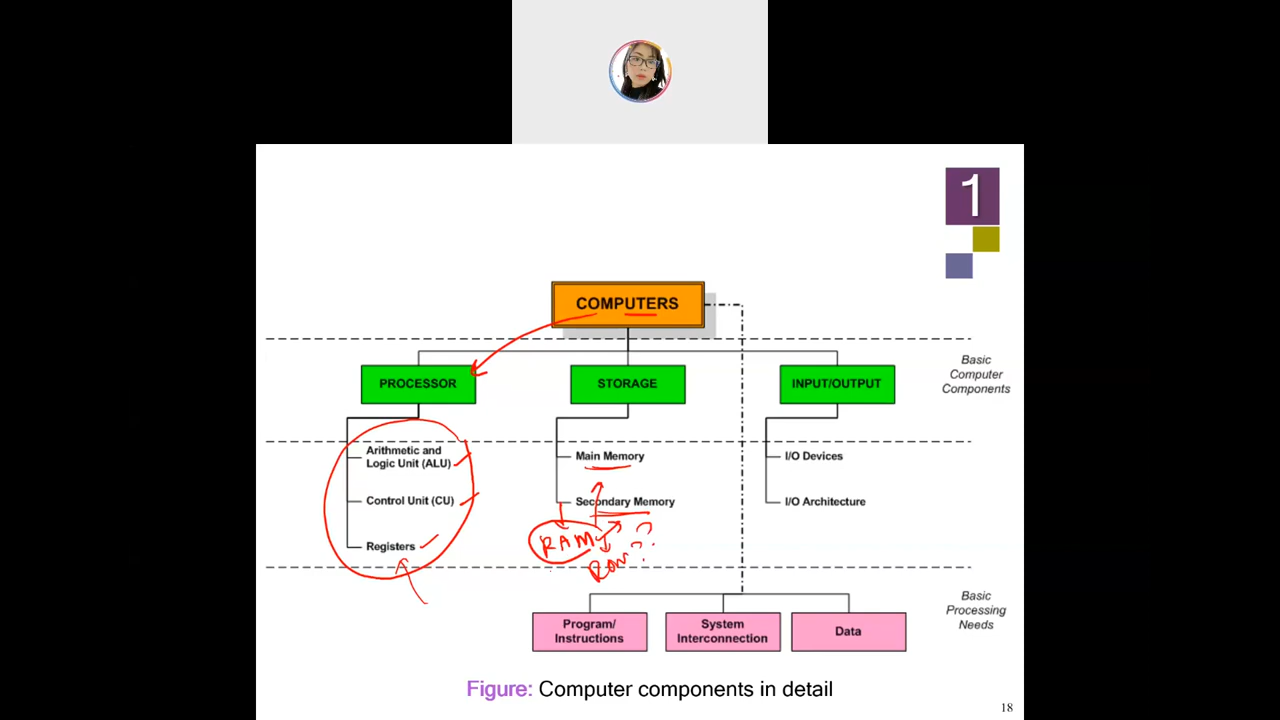 1
COMPUTERS
Basic
Computer
Components
PROCESSOR
STORAGE
INPUT/OUTPUT
Arithmetic and
Logic Unit (ALU)
Control Unit (CU)
Registers
Main Memory
Secondary Memory
RAM
??
ROM
I/O Devices
I/O Architecture
Basic
Processing
Needs
Program/
Instructions
System
Interconnection
Data
Figure: Computer components in detail
18